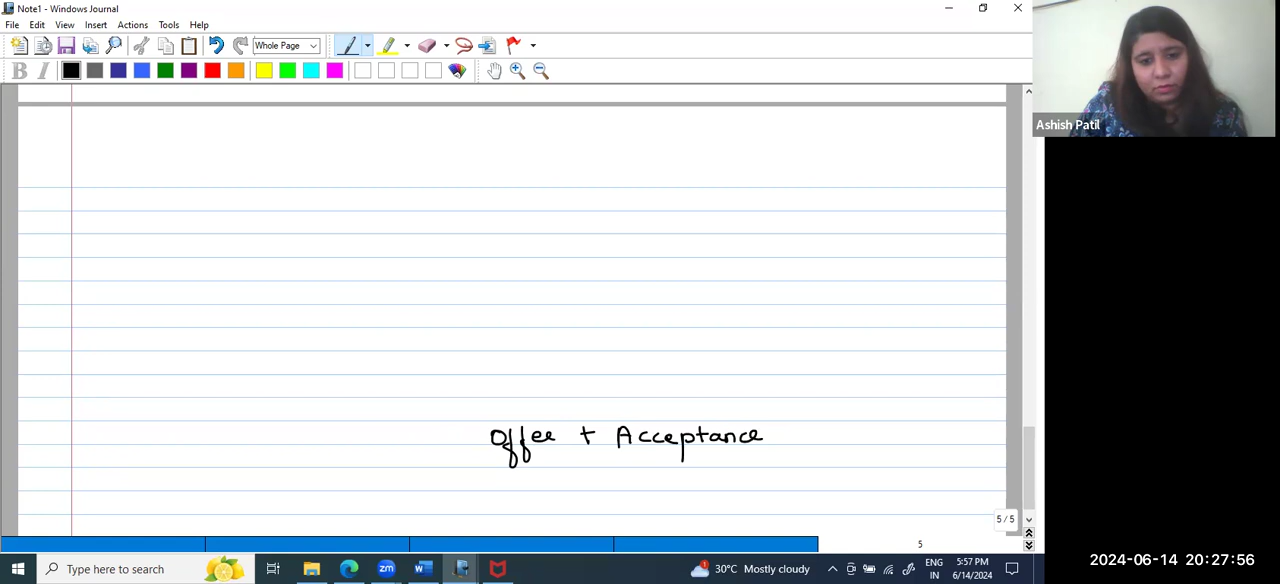 Note1 - Windows Journal
File Edit View Insert Actions Tools Help
Whole Page
B I
Ashish Patil
Offer + Acceptance
5 / 5
5
Type here to search
zm
W
30°C Mostly cloudy
ENG
IN
5:57 PM
6/14/2024
2024-06-14 20:27:56